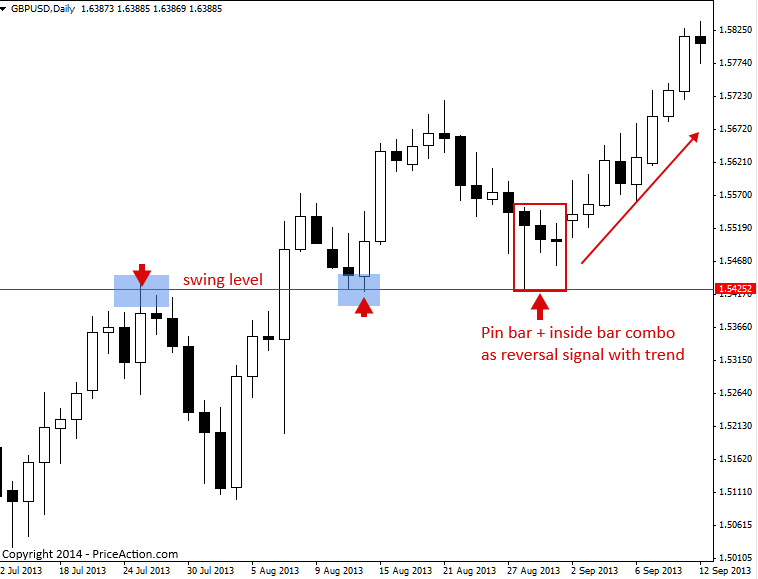 GBPUSD,Daily 1.63873 1.63885 1.63869 1.63885
1.58250
1.57740
1.57230
1.56720
1.56210
1.55700
1.55190
1.54680
1.54252
1.53660
1.53150
1.52640
1.52130
1.51620
1.51110
1.50615
1.50105
swing level
Pin bar + inside bar combo
as reversal signal with trend
Copyright 2014 - PriceAction.com
2 Jul 2013 18 Jul 2013 24 Jul 2013 30 Jul 2013 5 Aug 2013 9 Aug 2013 15 Aug 2013 21 Aug 2013 27 Aug 2013 2 Sep 2013 6 Sep 2013 12 Sep 2013